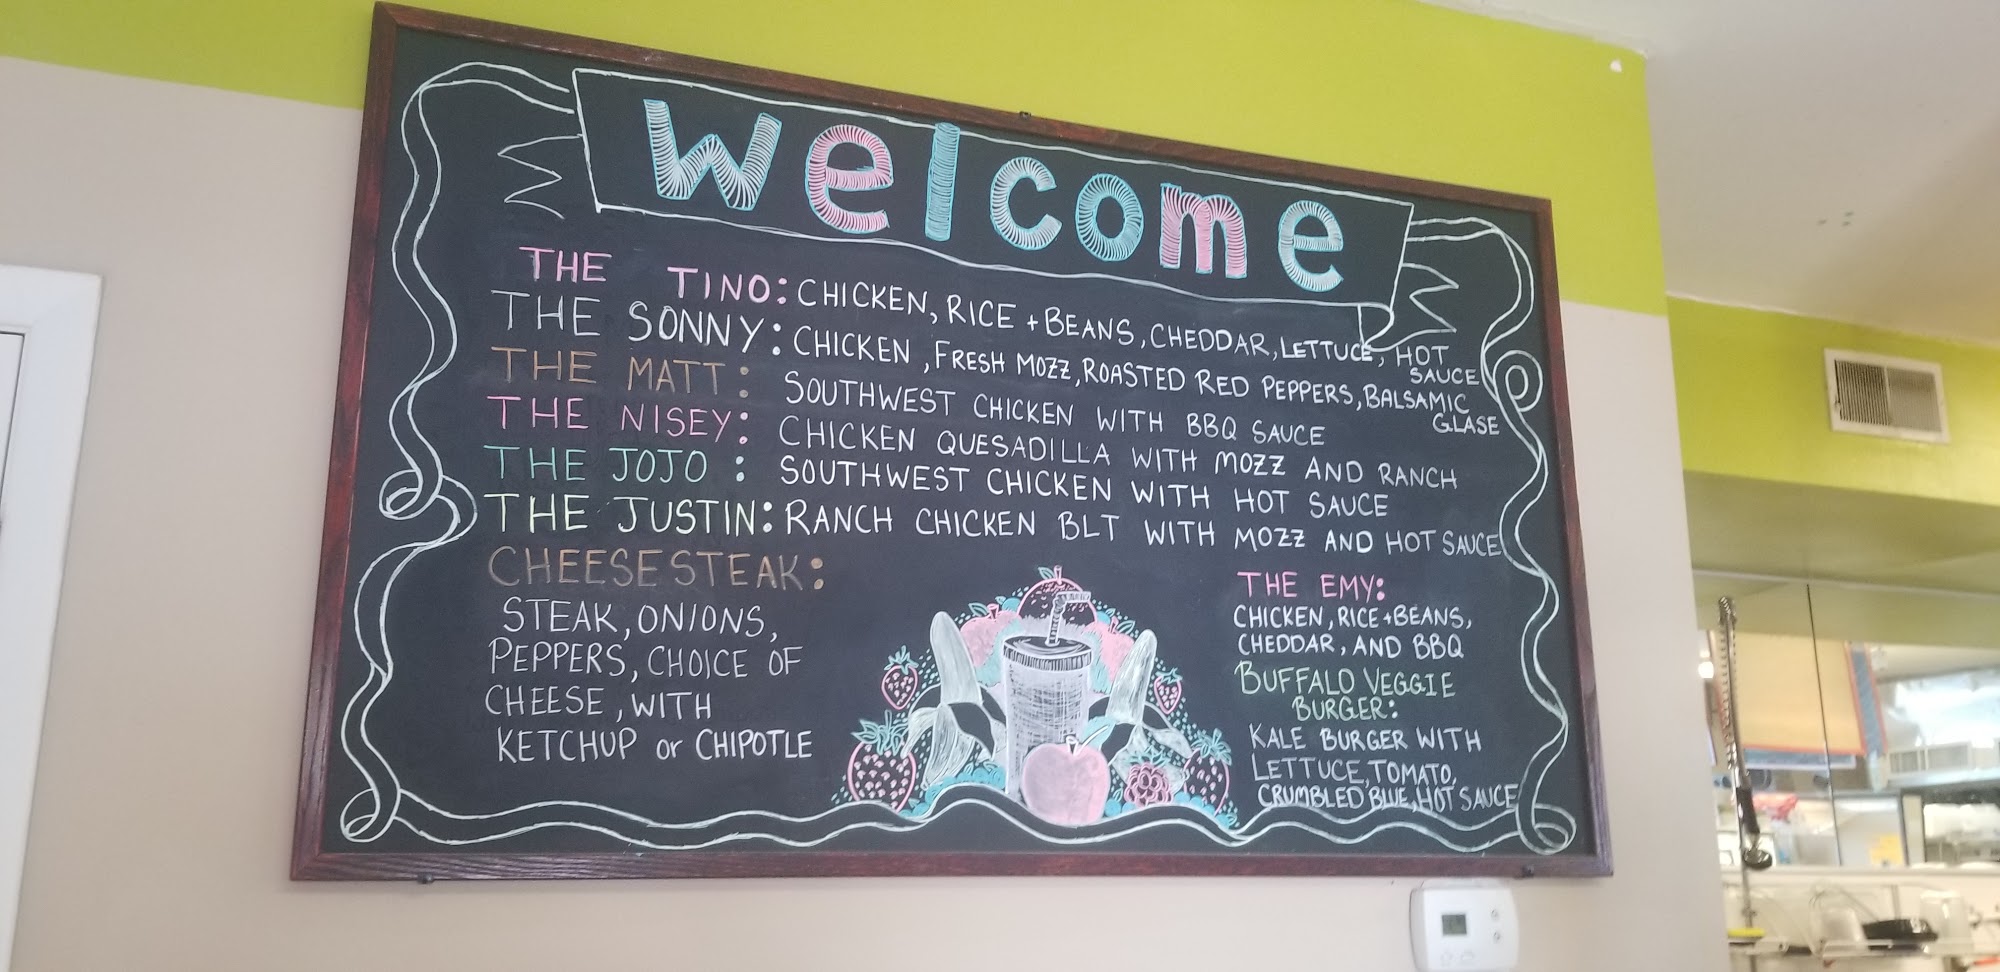 Welcome
THE TINO: CHICKEN, RICE + BEANS, CHEDDAR, LETTUCE, HOT
SAUCE
THE SONNY: CHICKEN, FRESH MOZZ, ROASTED RED PEPPERS, BALSAMIC
GLASE
THE MATT: SOUTHWEST CHICKEN WITH BBQ SAUCE
THE NISEY: CHICKEN QUESADILLA WITH MOZZ AND RANCH
THE JOJO: SOUTHWEST CHICKEN WITH HOT SAUCE
THE JUSTIN: RANCH CHICKEN BLT WITH MOZZ AND HOT SAUCE
CHEESESTEAK:
STEAK, ONIONS,
PEPPERS, CHOICE OF
CHEESE, WITH
KETCHUP or CHIPOTLE
THE EMY:
CHICKEN, RICE + BEANS,
CHEDDAR, AND BBQ
BUFFALO VEGGIE
BURGER:
KALE BURGER WITH
LETTUCE, TOMATO,
CRUMBLED BLUE, HOT SAUCE